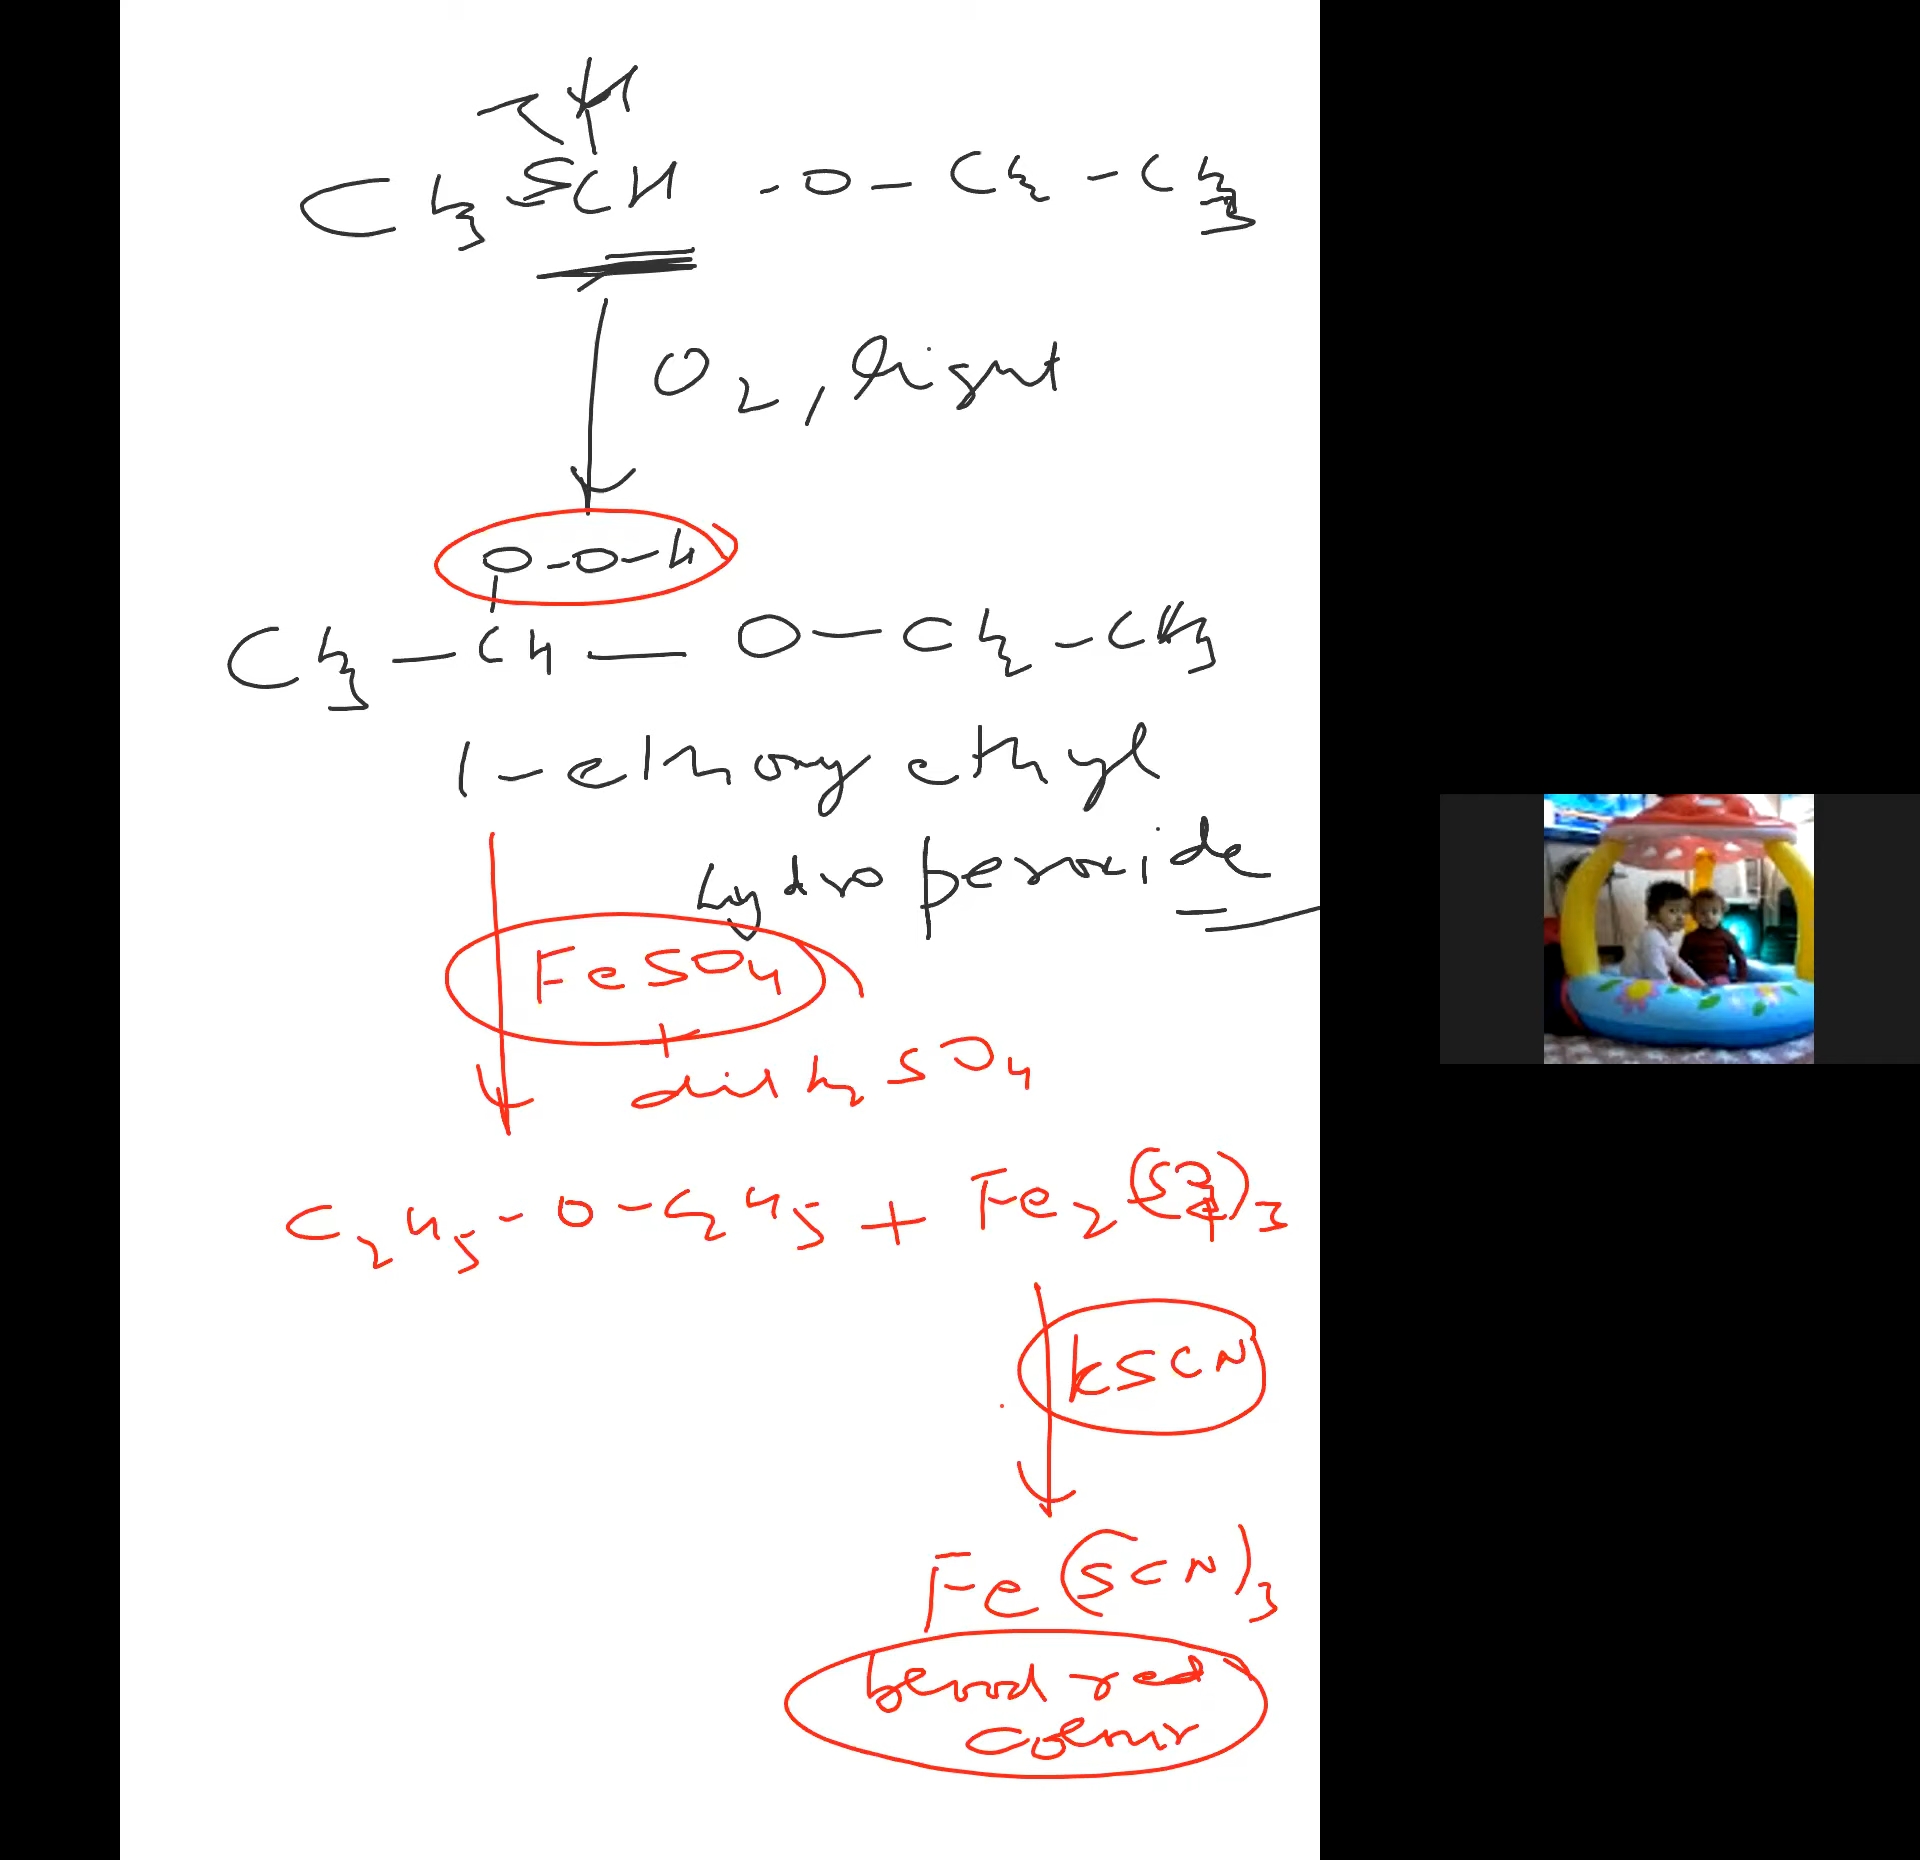 H
CH3 CH - O - CH2 - CH3
O2, light
O-O-H
CH3 - CH - O - CH2 - CH3
1-ethoxy ethyl
hydroperoxide
FeSO4
+
dil H2SO4
C2H5-O-C2H5 + Fe2(SO4)3
KSCN
Fe(SCN)3
blood red
colour